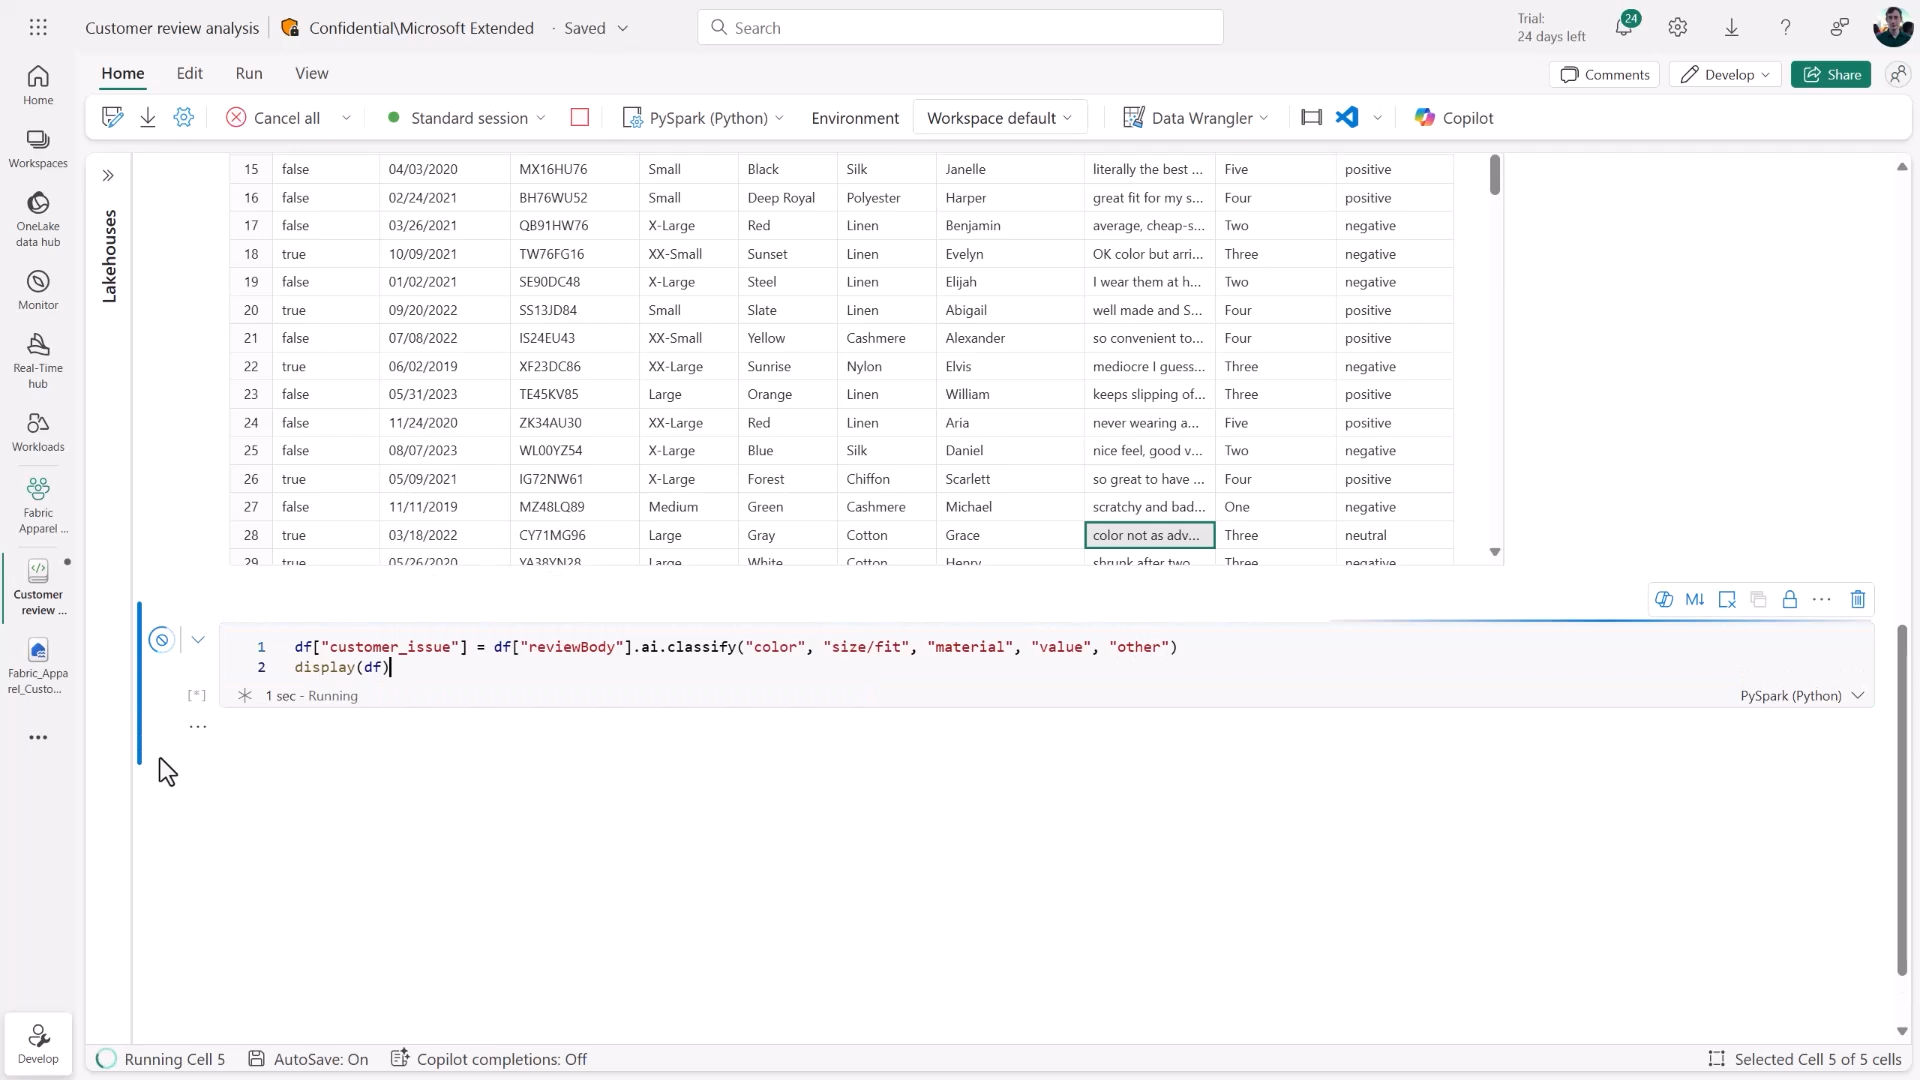 Customer review analysis
Confidential\Microsoft Extended
· Saved
Search
Trial:
24 days left
24
Home
Edit
Run
View
Comments
Develop
Share
Cancel all
Standard session
PySpark (Python)
Environment
Workspace default
Data Wrangler
Copilot
Home
Workspaces
OneLake
data hub
Monitor
Real-Time
hub
Workloads
Fabric
Apparel ...
Customer
review ...
Fabric_Appa
rel_Custo...
Develop
Lakehouses
15 false 04/03/2020 MX16HU76 Small Black Silk Janelle literally the best ... Five positive
16 false 02/24/2021 BH76WU52 Small Deep Royal Polyester Harper great fit for my s... Four positive
17 false 03/26/2021 QB91HW76 X-Large Red Linen Benjamin average, cheap-s... Two negative
18 true 10/09/2021 TW76FG16 XX-Small Sunset Linen Evelyn OK color but arri... Three negative
19 false 01/02/2021 SE90DC48 X-Large Steel Linen Elijah I wear them at h... Two negative
20 true 09/20/2022 SS13JD84 Small Slate Linen Abigail well made and S... Four positive
21 false 07/08/2022 IS24EU43 XX-Small Yellow Cashmere Alexander so convenient to... Four positive
22 true 06/02/2019 XF23DC86 XX-Large Sunrise Nylon Elvis mediocre I guess... Three negative
23 false 05/31/2023 TE45KV85 Large Orange Linen William keeps slipping of... Three positive
24 false 11/24/2020 ZK34AU30 XX-Large Red Linen Aria never wearing a... Five positive
25 false 08/07/2023 WL00YZ54 X-Large Blue Silk Daniel nice feel, good v... Two negative
26 true 05/09/2021 IG72NW61 X-Large Forest Chiffon Scarlett so great to have ... Four positive
27 false 11/11/2019 MZ48LQ89 Medium Green Cashmere Michael scratchy and bad... One negative
28 true 03/18/2022 CY71MG96 Large Gray Cotton Grace color not as adv... Three neutral
29 true 05/26/2020 YA38YN28 Large White Cotton Henry shrunk after two Three negative
M↓
1 df["customer_issue"] = df["reviewBody"].ai.classify("color", "size/fit", "material", "value", "other")
2 display(df)
[*]
1 sec - Running
PySpark (Python)
Running Cell 5
AutoSave: On
Copilot completions: Off
Selected Cell 5 of 5 cells